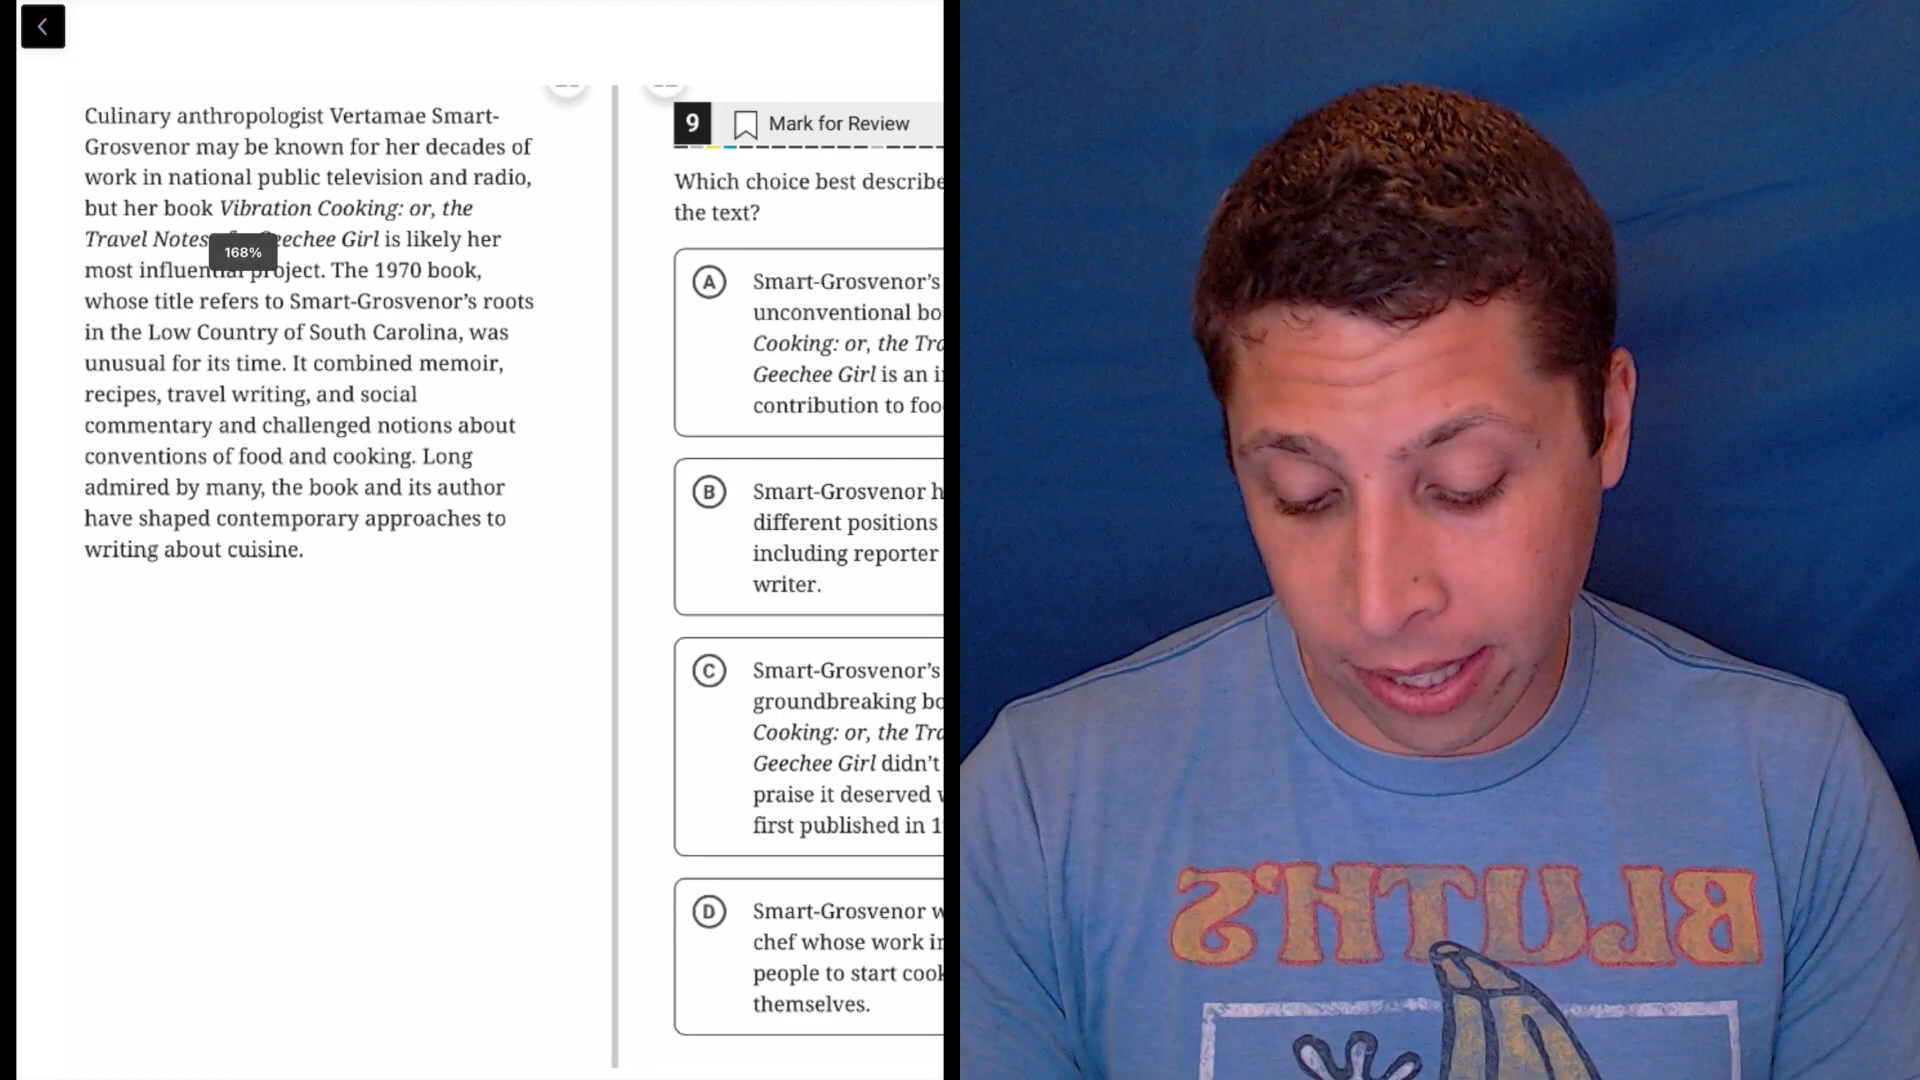 Culinary anthropologist Vertamae Smart-
Grosvenor may be known for her decades of
work in national public television and radio,
but her book Vibration Cooking: or, the
Travel Notes Geechee Girl is likely her
most influential project. The 1970 book,
whose title refers to Smart-Grosvenor's roots
in the Low Country of South Carolina, was
unusual for its time. It combined memoir,
recipes, travel writing, and social
commentary and challenged notions about
conventions of food and cooking. Long
admired by many, the book and its author
have shaped contemporary approaches to
writing about cuisine.
168%
9 Mark for Review
Which choice best describe
the text?
A Smart-Grosvenor's
unconventional bo
Cooking: or, the Tra
Geechee Girl is an i
contribution to foo
B Smart-Grosvenor h
different positions
including reporter
writer.
C Smart-Grosvenor's
groundbreaking bo
Cooking: or, the Tra
Geechee Girl didn't
praise it deserved
first published in 1
D Smart-Grosvenor w
chef whose work in
people to start cook
themselves.
BLUTH'S